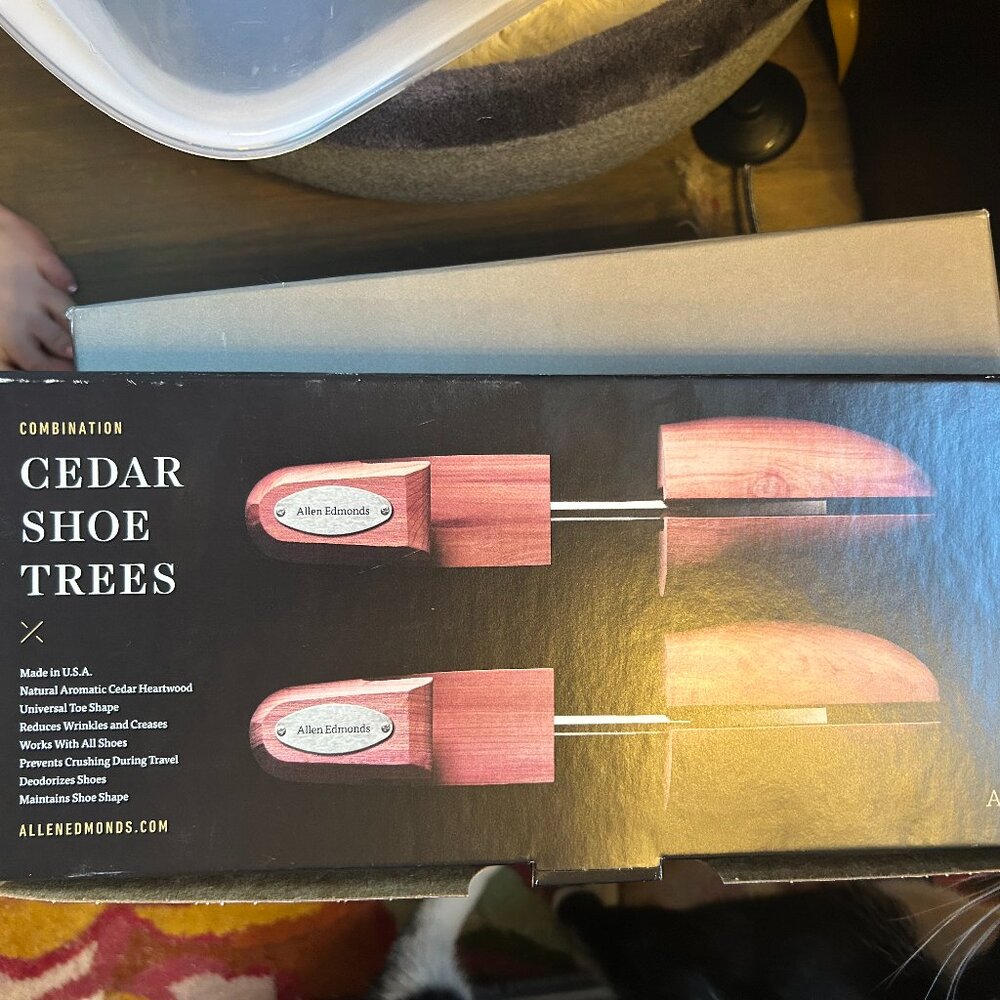 COMBINATION
CEDAR
SHOE
TREES
Made in U.S.A.
Natural Aromatic Cedar Heartwood
Universal Toe Shape
Reduces Wrinkles and Creases
Works With All Shoes
Prevents Crushing During Travel
Deodorizes Shoes
Maintains Shoe Shape
ALLENEDMONDS.COM
Allen Edmonds
Allen Edmonds
A